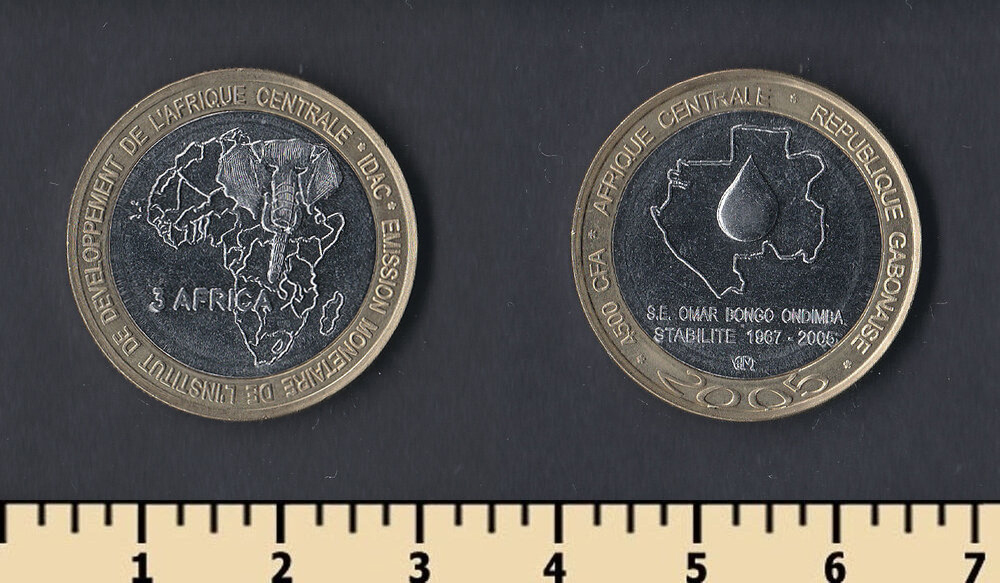 EMISSION MONETAIRE DE L'INSTITUT DE DEVELOPPEMENT DE L'AFRIQUE CENTRALE * IDAC *
3 AFRICA
4500 CFA * AFRIQUE CENTRALE * REPUBLIQUE GABONAISE *
S.E. OMAR BONGO ONDIMBA
STABILITE 1967 - 2005
2005
1 2 3 4 5 6 7